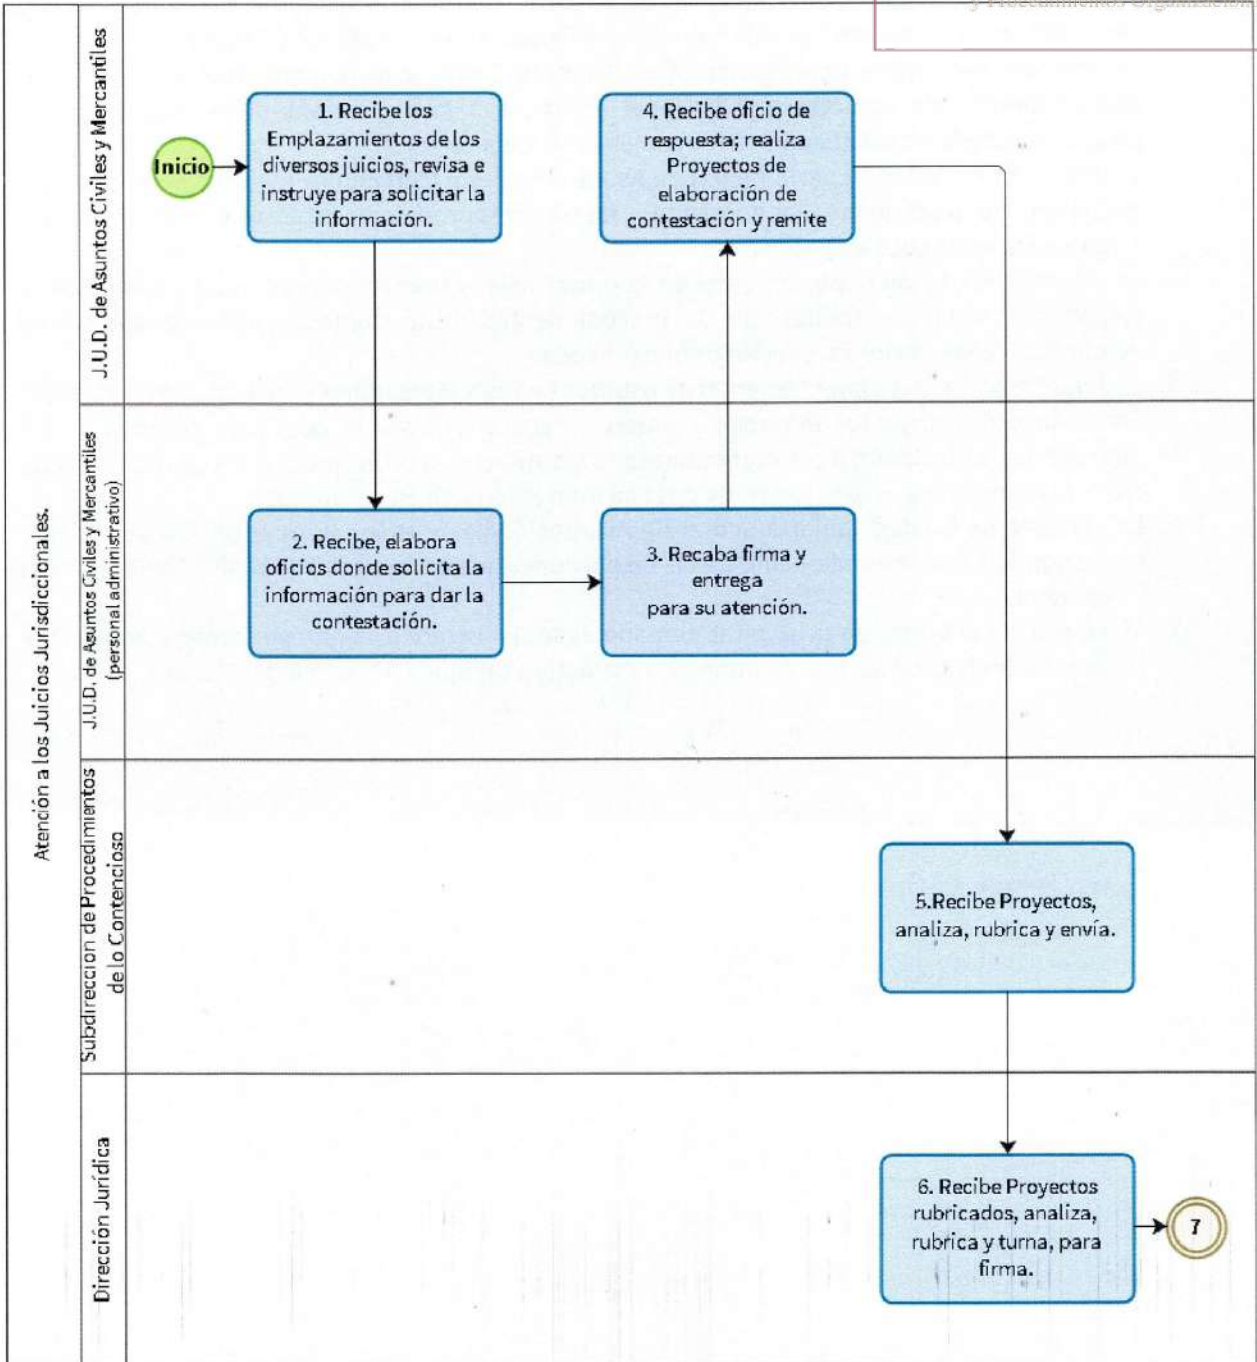 y Procedimientos Organizacion
Atención a los Juicios Jurisdiccionales.
J.U.D. de Asuntos Civiles y Mercantiles
Inicio
1. Recibe los
Emplazamientos de los
diversos juicios, revisa e
instruye para solicitar la
información.
4. Recibe oficio de
respuesta; realiza
Proyectos de
elaboración de
contestación y remite
J.U.D. de Asuntos Civiles y Mercantiles
(personal administrativo)
2. Recibe, elabora
oficios donde solicita la
información para dar la
contestación.
3. Recaba firma y
entrega
para su atención.
Subdireccion de Procedimientos
de lo Contencioso
5.Recibe Proyectos,
analiza, rubrica y envía.
Dirección Jurídica
6. Recibe Proyectos
rubricados, analiza,
rubrica y turna, para
firma.
7